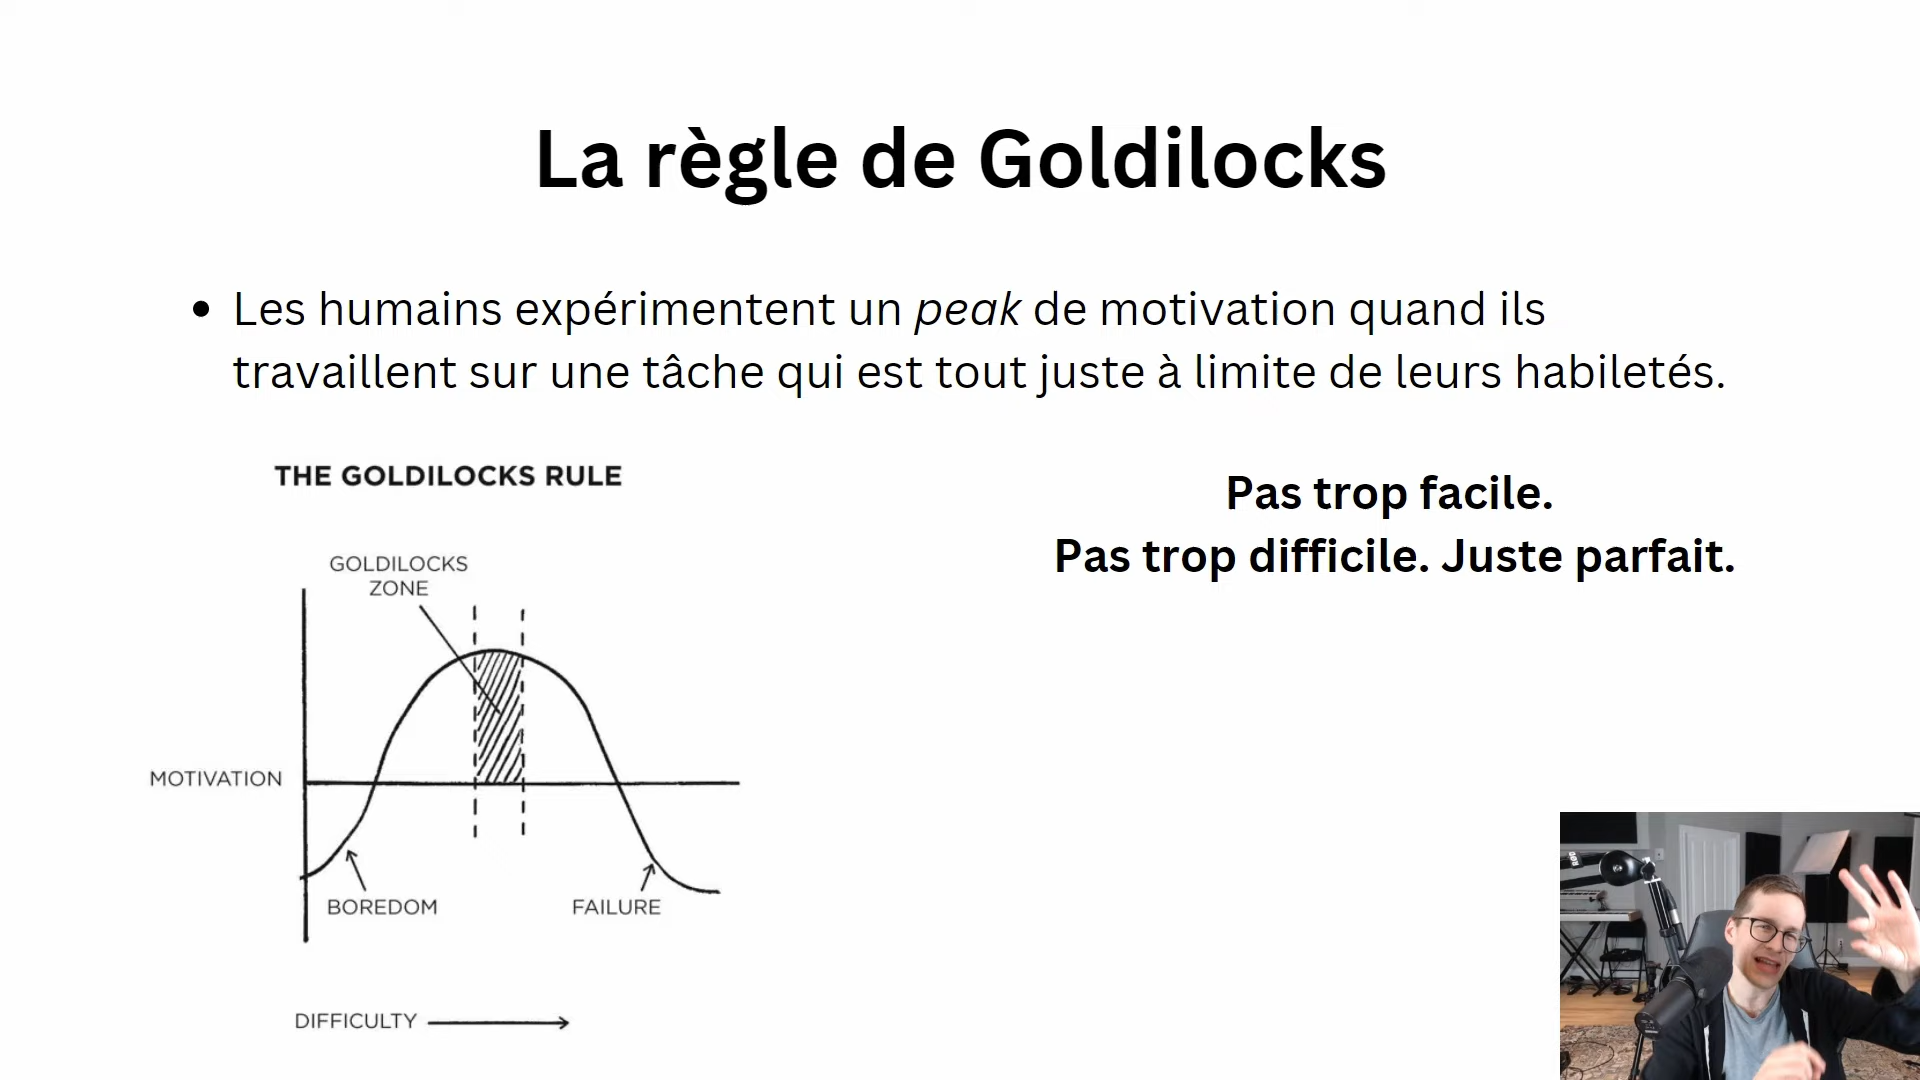 La règle de Goldilocks
• Les humains expérimentent un peak de motivation quand ils
travaillent sur une tâche qui est tout juste à limite de leurs habiletés.
THE GOLDILOCKS RULE
GOLDILOCKS
ZONE
MOTIVATION
BOREDOM
FAILURE
DIFFICULTY
Pas trop facile.
Pas trop difficile. Juste parfait.